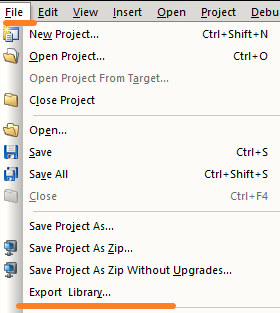 File Edit View Insert Open Project Debu
New Project... Ctrl+Shift+N
Open Project... Ctrl+O
Open Project From Target...
Close Project
Open...
Save Ctrl+S
Save All Ctrl+Shift+S
Close Ctrl+F4
Save Project As...
Save Project As Zip...
Save Project As Zip Without Upgrades...
Export Library...